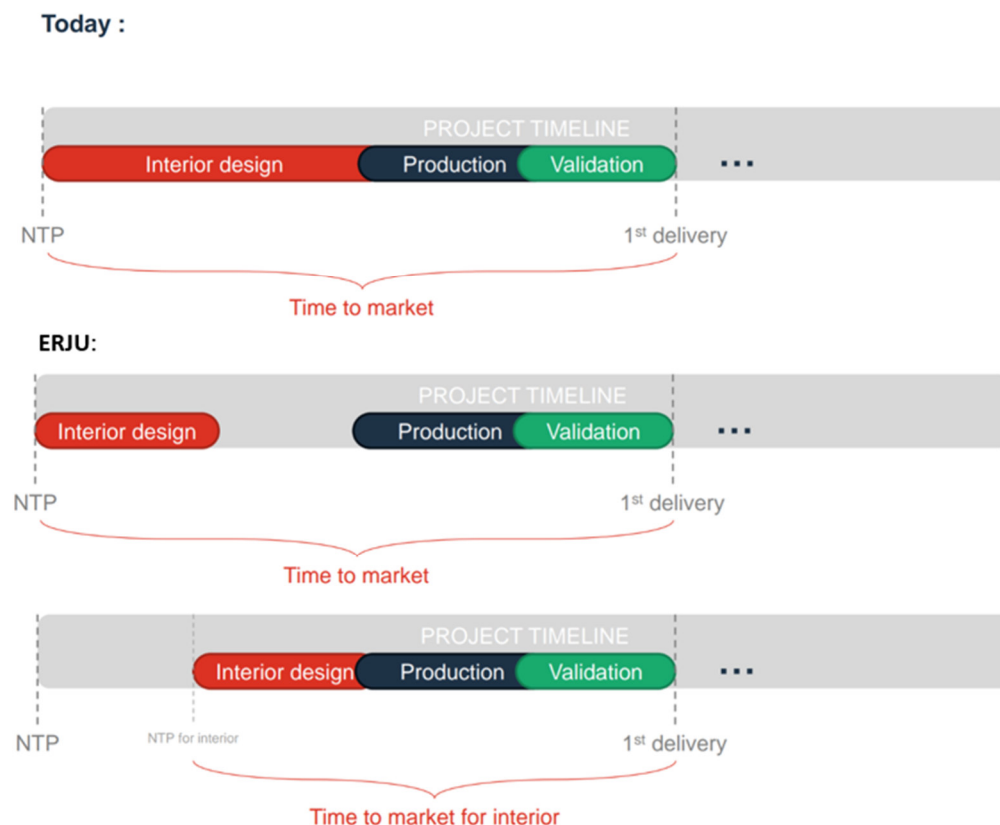 Today :
PROJECT TIMELINE
Interior design Production Validation ...
NTP 1st delivery
Time to market
ERJU:
PROJECT TIMELINE
Interior design Production Validation ...
NTP 1st delivery
Time to market
PROJECT TIMELINE
Interior design Production Validation ...
NTP NTP for interior 1st delivery
Time to market for interior